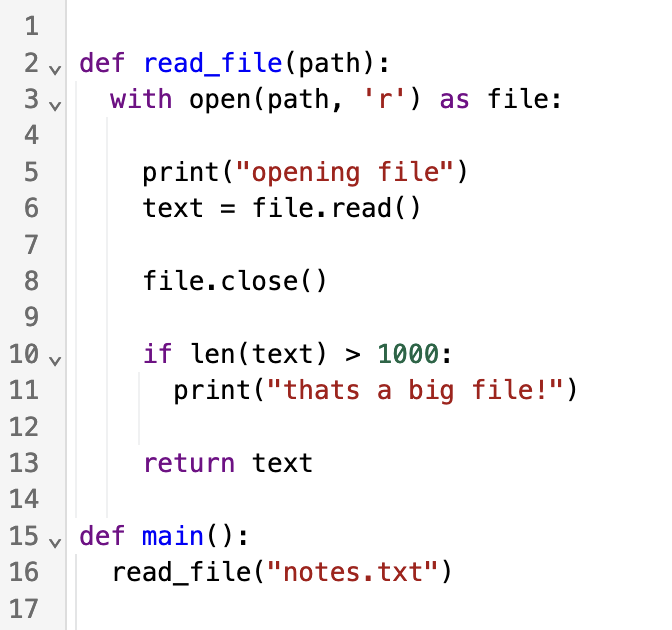 1
2 def read_file(path):
3   with open(path, 'r') as file:
4
5     print("opening file")
6     text = file.read()
7
8     file.close()
9
10     if len(text) > 1000:
11       print("thats a big file!")
12
13     return text
14
15 def main():
16   read_file("notes.txt")
17